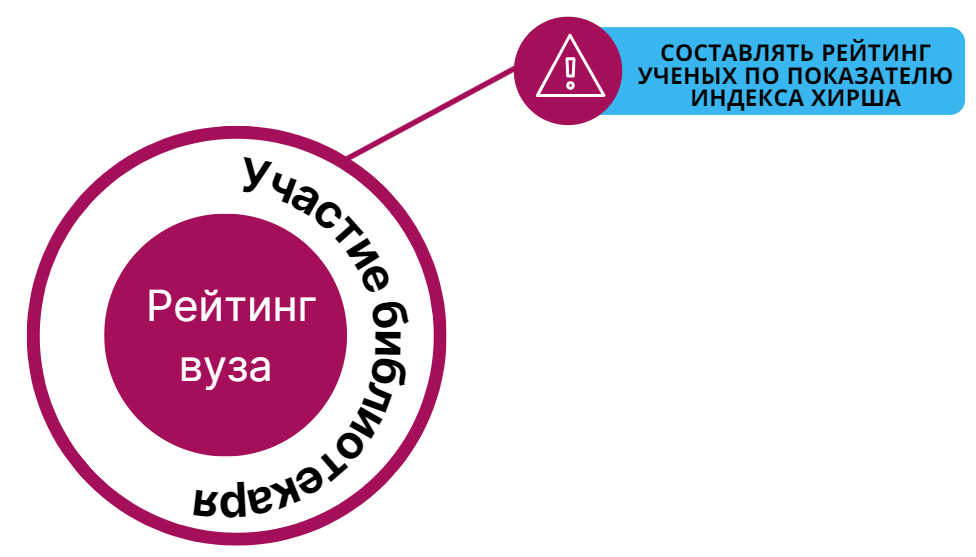 СОСТАВЛЯТЬ РЕЙТИНГ
УЧЕНЫХ ПО ПОКАЗАТЕЛЮ
ИНДЕКСА ХИРША
Участие библиотекаря
Рейтинг
вуза